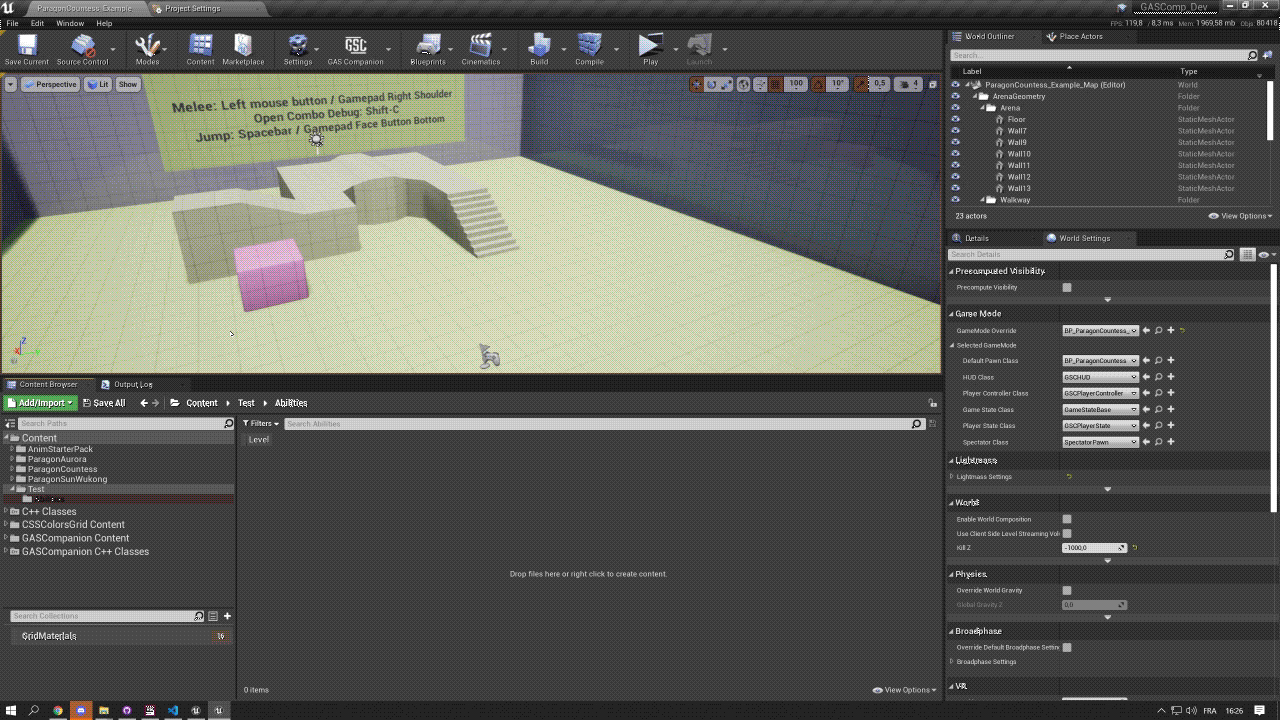 ParagonCountess_Example
Project Settings
GASComp_Dev
File Edit Window Help
FPS: 119,8 / 8,3 ms Mem: 1969,58 mb Objs: 80418
Save Current Source Control Modes Content Marketplace Settings GAS Companion Blueprints Cinematics Build Compile Play Launch
Perspective Lit Show
100 10° 0,5 4
Melee: Left mouse button / Gamepad Right Shoulder
Open Combo Debug: Shift-C
Jump: Spacebar / Gamepad Face Button Bottom
Z
World Outliner Place Actors
Search...
Label Type
ParagonCountess_Example_Map (Editor) World
ArenaGeometry Folder
Arena Folder
Floor StaticMeshActor
Wall7 StaticMeshActor
Wall9 StaticMeshActor
Wall10 StaticMeshActor
Wall11 StaticMeshActor
Wall12 StaticMeshActor
Wall13 StaticMeshActor
Walkway Folder
23 actors View Options
Details World Settings
Search Details
Precomputed Visibility
Precompute Visibility
Game Mode
GameMode Override BP_ParagonCountess_
Selected GameMode
Default Pawn Class BP_ParagonCountess
HUD Class GSCHUD
Player Controller Class GSCPlayerController
Game State Class GameStateBase
Player State Class GSCPlayerState
Spectator Class SpectatorPawn
Lightmass
Lightmass Settings
World
Enable World Composition
Use Client Side Level Streaming Vol
Kill Z -1000,0
Physics
Override World Gravity
Global Gravity Z 0,0
Broadphase
Override Default Broadphase Settin
Broadphase Settings
VR
Content Browser Output Log
Add/Import Save All Content Test Abilities
Search Paths Filters Search Abilities
Level
Content
AnimStarterPack
ParagonAurora
ParagonCountess
ParagonSunWukong
Test
C++ Classes
CSSColorsGrid Content
GASCompanion Content
GASCompanion C++ Classes
Drop files here or right click to create content.
Search Collections
GridMaterials 16
0 items View Options
FRA 16:26